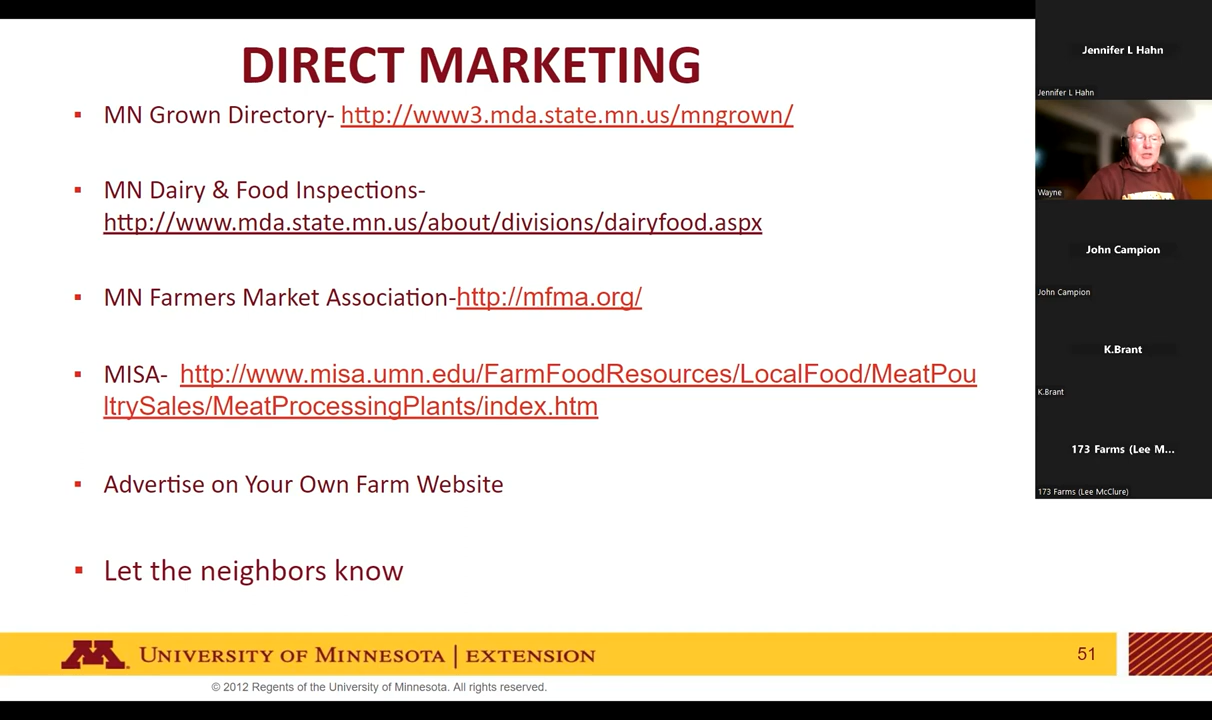 DIRECT MARKETING
▪ MN Grown Directory- http://www3.mda.state.mn.us/mngrown/
▪ MN Dairy & Food Inspections-
http://www.mda.state.mn.us/about/divisions/dairyfood.aspx
▪ MN Farmers Market Association-http://mfma.org/
▪ MISA- http://www.misa.umn.edu/FarmFoodResources/LocalFood/MeatPou
ltrySales/MeatProcessingPlants/index.htm
▪ Advertise on Your Own Farm Website
▪ Let the neighbors know
M UNIVERSITY OF MINNESOTA | EXTENSION
51
© 2012 Regents of the University of Minnesota. All rights reserved.
Jennifer L Hahn
Jennifer L Hahn
Wayne
John Campion
John Campion
K.Brant
K.Brant
173 Farms (Lee M...
173 Farms (Lee McClure)